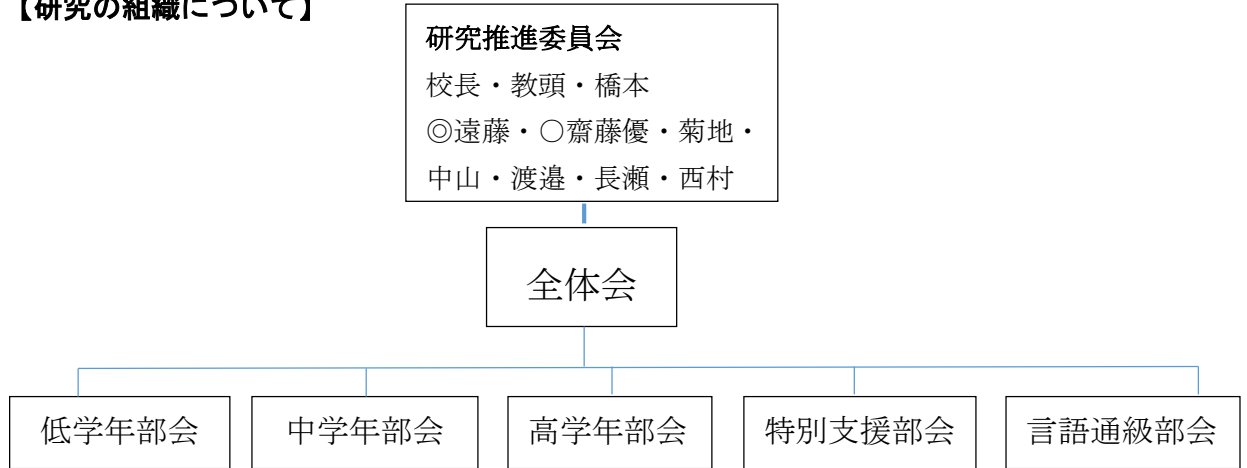 【研究の組織について】
研究推進委員会
校長・教頭・橋本
◎遠藤・○齋藤優・菊地・
中山・渡邉・長瀬・西村
全体会
低学年部会
中学年部会
高学年部会
特別支援部会
言語通級部会